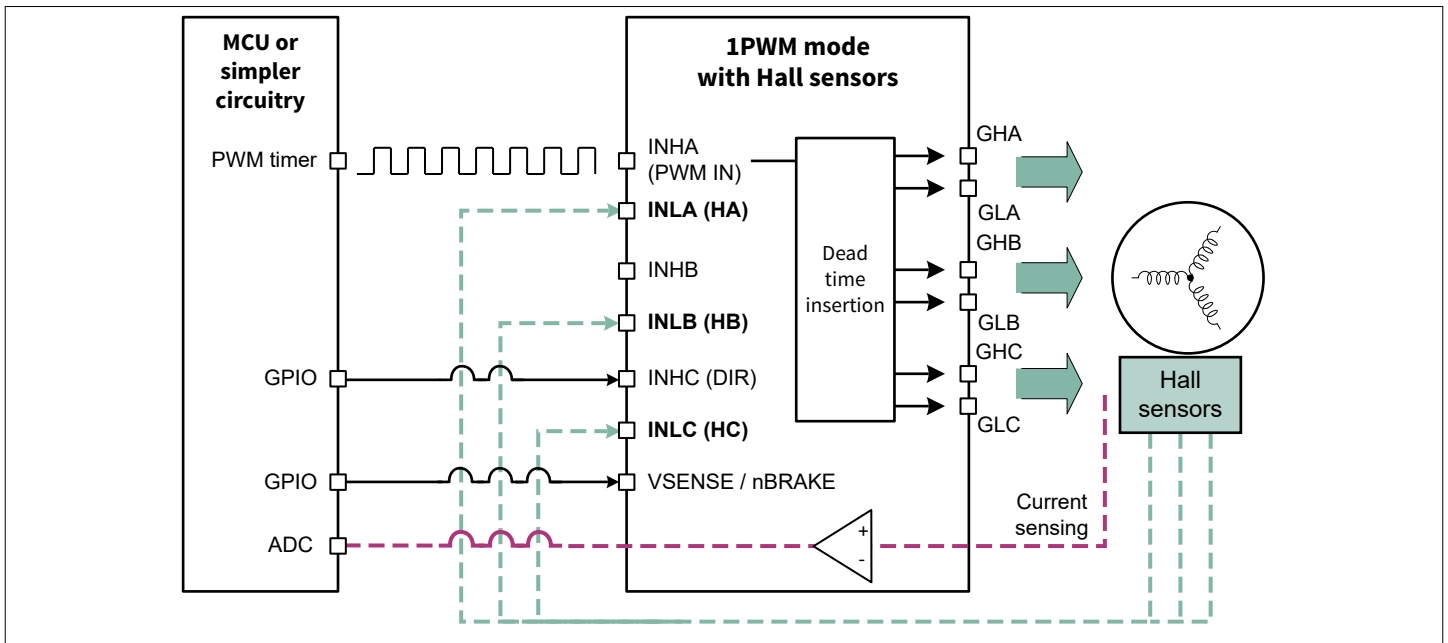 MCU or
simpler
circuitry
PWM timer
GPIO
GPIO
ADC
1PWM mode
with Hall sensors
INHA
(PWM IN)
INLA (HA)
INHB
INLB (HB)
INHC (DIR)
INLC (HC)
VSENSE / nBRAKE
Dead
time
insertion
+
-
GHA
GLA
GHB
GLB
GHC
GLC
Hall
sensors
Current
sensing